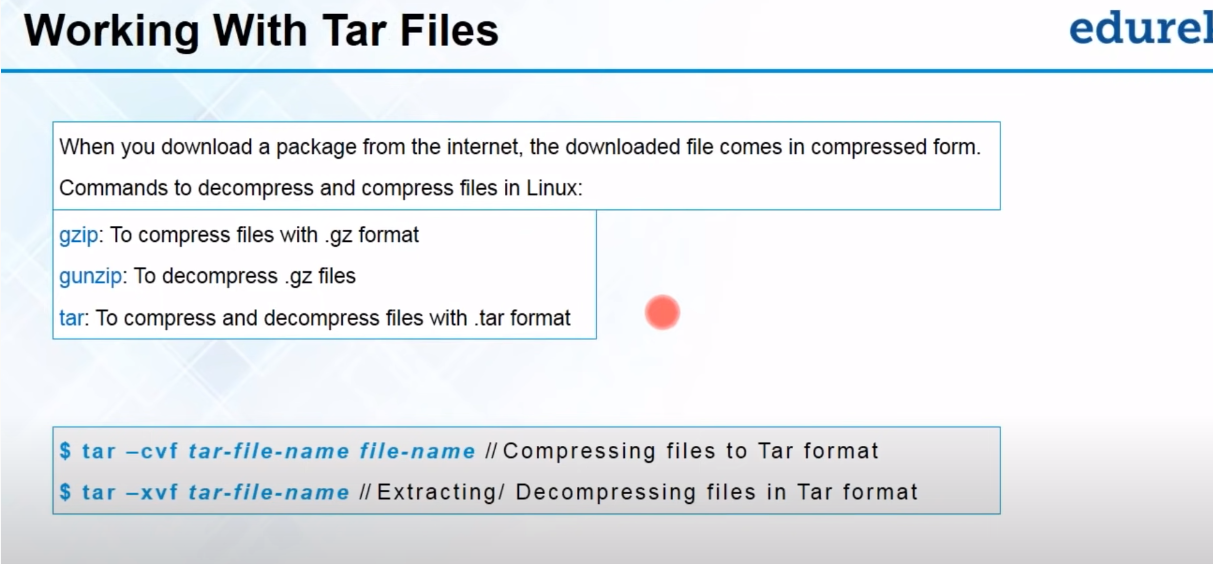 Working With Tar Files
When you download a package from the internet, the downloaded file comes in compressed form.
Commands to decompress and compress files in Linux:
gzip: To compress files with .gz format
gunzip: To decompress .gz files
tar: To compress and decompress files with .tar format
$ tar –cvf tar-file-name file-name // Compressing files to Tar format
$ tar –xvf tar-file-name // Extracting/ Decompressing files in Tar format